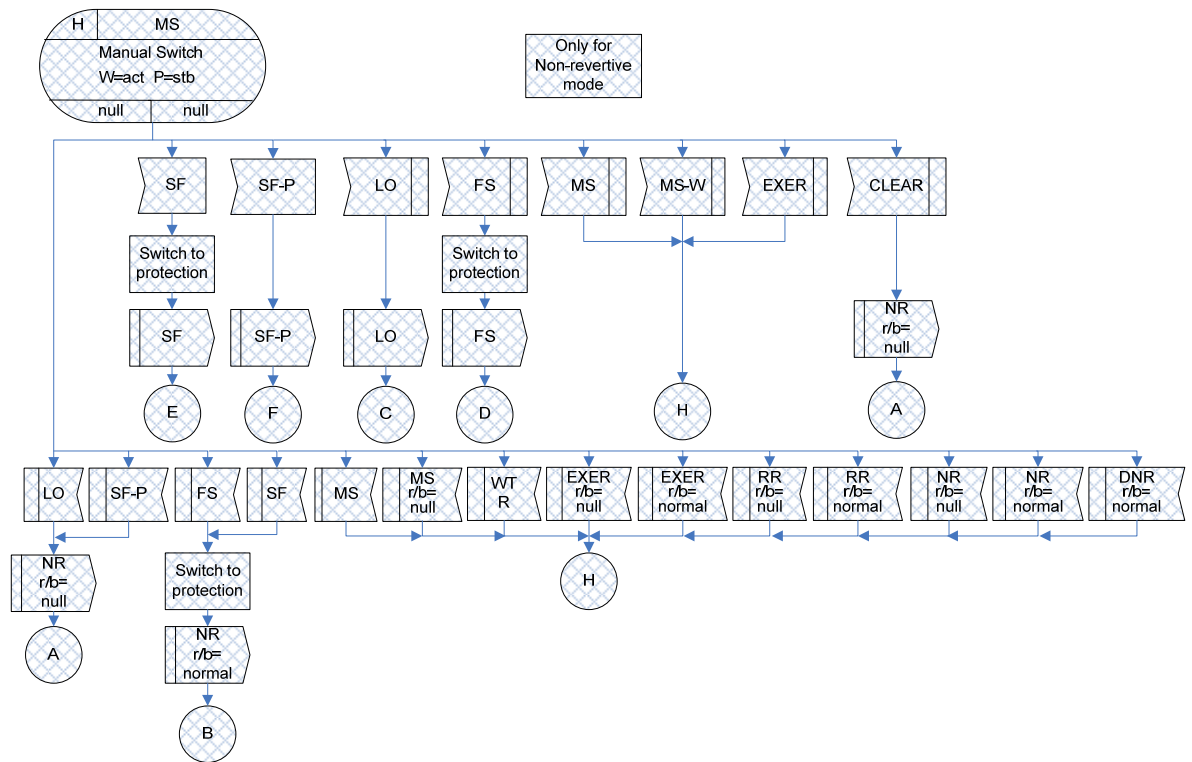 H MS
Manual Switch
W=act P=stb
null null
Only for
Non-revertive
mode
SF SF-P LO FS MS MS-W EXER CLEAR
Switch to
protection
Switch to
protection
SF SF-P LO FS
NR
r/b=
null
E F C D H A
LO SF-P FS SF MS
MS
r/b=
null
WT
R
EXER
r/b=
null
EXER
r/b=
normal
RR
r/b=
null
RR
r/b=
normal
NR
r/b=
null
NR
r/b=
normal
DNR
r/b=
normal
NR
r/b=
null
Switch to
protection
H
A
NR
r/b=
normal
B